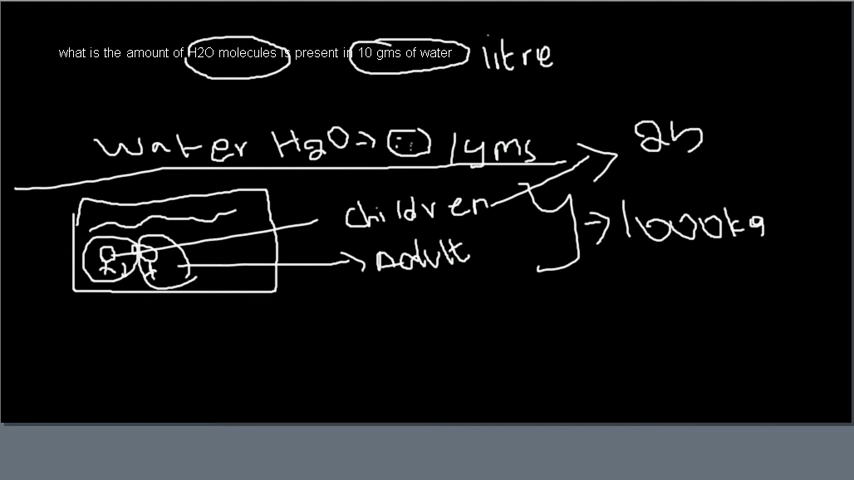 what is the amount of H2O molecules is present in 10 gms of water litre
Water H2O => 1gms
25
children
Adult
=> 1000kg